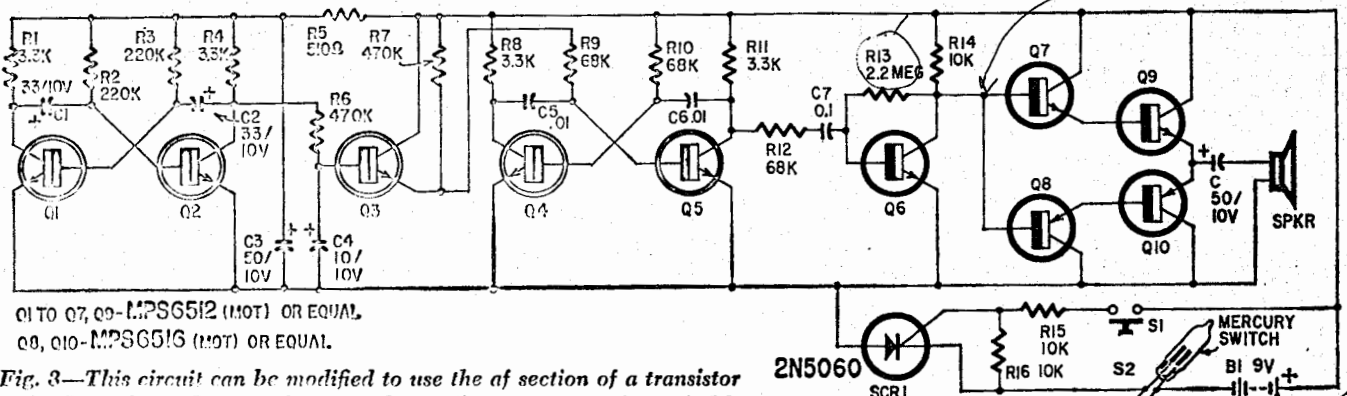 R1
3.3K
33/10V
+
C1
R2
220K
R3
220K
R4
3.3K
+
C2
33/
10V
R5
510Ω
R6
470K
R7
470K
R8
3.3K
R9
68K
C5
.01
R10
68K
C6 .01
R11
3.3K
R12
68K
C7
0.1
R13
2.2 MEG
R14
10K
Q1
Q2
Q3
Q4
Q5
Q6
Q7
Q8
Q9
Q10
+
C3
50/
10V
+
C4
10/
10V
+
C
50/
10V
SPKR
Q1 TO Q7, Q9-MPS6512 (MOT) OR EQUAL.
Q8, Q10-MPS6516 (MOT) OR EQUAL.
2N5060
SCR1
R15
10K
R16 10K
S1
S2
MERCURY
SWITCH
B1 9V
+
Fig. 3—This circuit can be modified to use the af section of a transistor